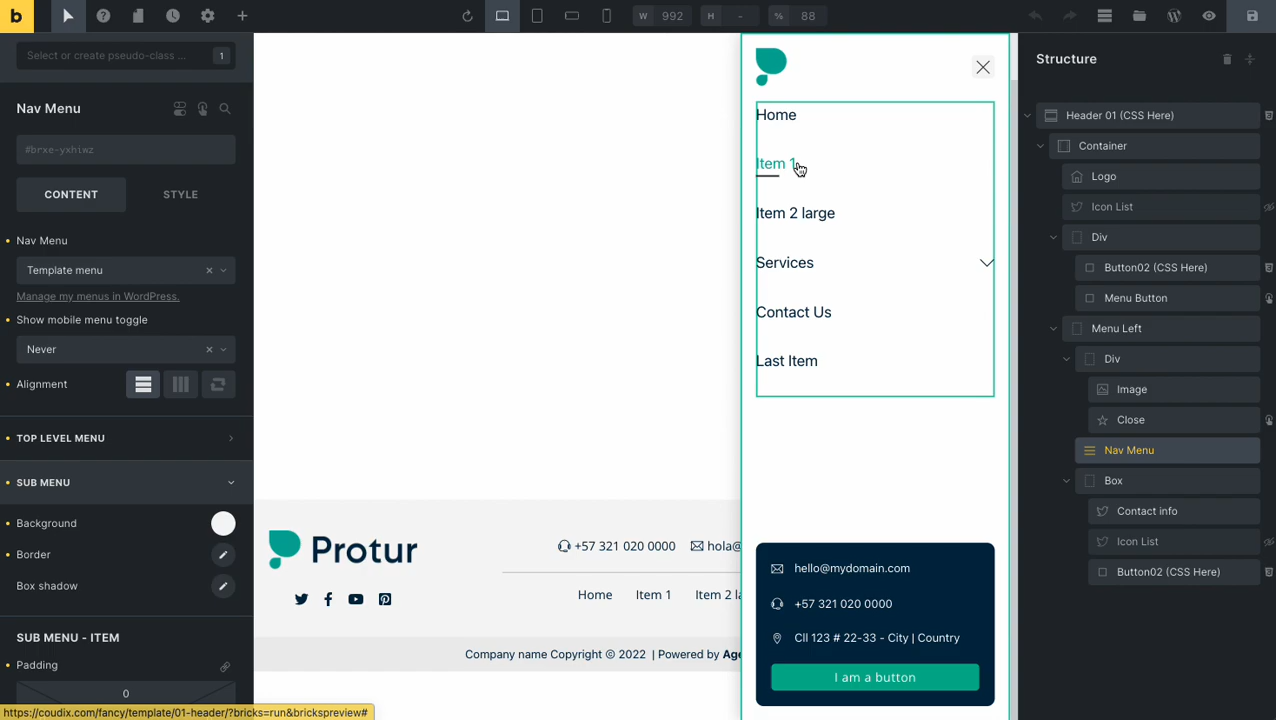 b
W 992 H - % 88
Select or create pseudo-class ... 1
Nav Menu
#brxe-yxhiwz
CONTENT STYLE
Nav Menu
Template menu
Manage my menus in WordPress.
Show mobile menu toggle
Never
Alignment
TOP LEVEL MENU
SUB MENU
Background
Border
Box shadow
SUB MENU - ITEM
Padding
0
https://coudix.com/fancy/template/01-header/?bricks=run&brickspreview#
Home
Item 1
Item 2 large
Services
Contact Us
Last Item
Protur
+57 321 020 0000 hola@
Home Item 1 Item 2 la
Company name Copyright © 2022 | Powered by Age
hello@mydomain.com
+57 321 020 0000
Cll 123 # 22-33 - City | Country
I am a button
Structure
Header 01 (CSS Here)
Container
Logo
Icon List
Div
Button02 (CSS Here)
Menu Button
Menu Left
Div
Image
Close
Nav Menu
Box
Contact info
Icon List
Button02 (CSS Here)